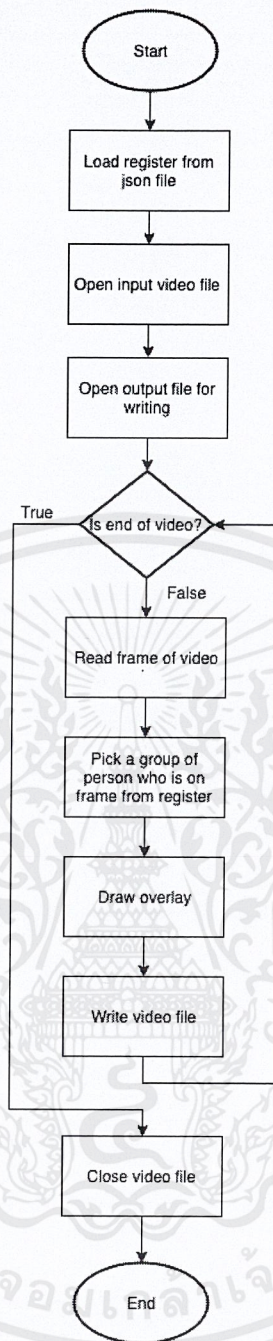 Start
Load register from
json file
Open input video file
Open output file for
writing
Is end of video?
True
False
Read frame of video
Pick a group of
person who is on
frame from register
Draw overlay
Write video file
Close video file
End